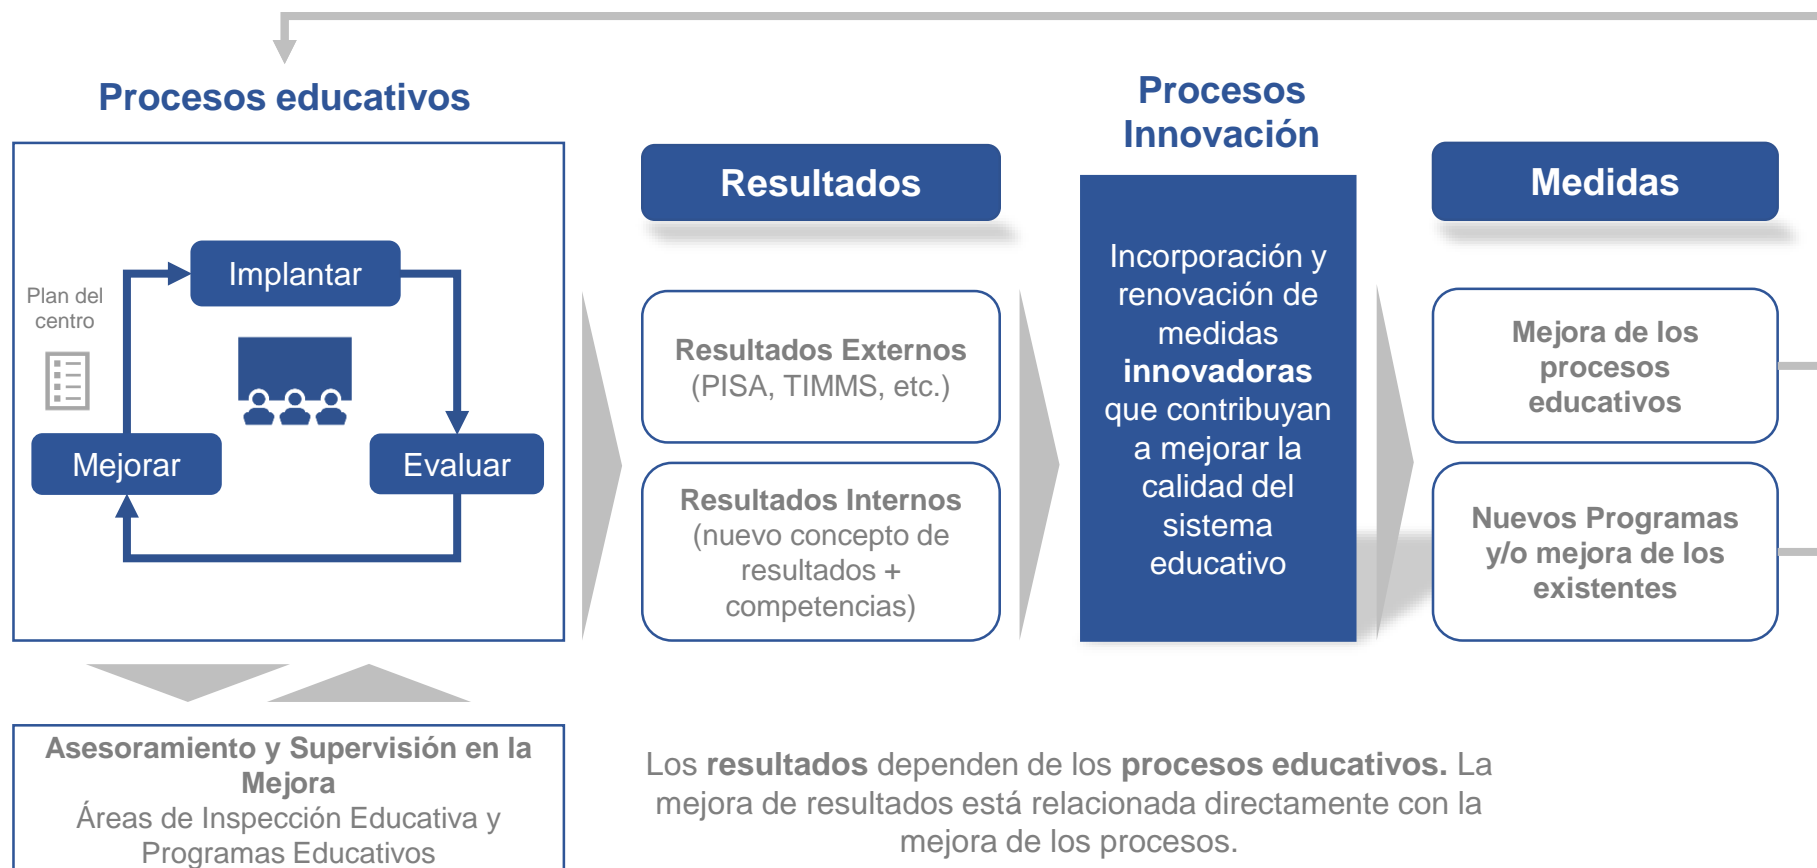 Procesos educativos
Plan del
centro
Implantar
Mejorar
Evaluar
Asesoramiento y Supervisión en la
Mejora
Áreas de Inspección Educativa y
Programas Educativos
Resultados
Resultados Externos
(PISA, TIMMS, etc.)
Resultados Internos
(nuevo concepto de
resultados +
competencias)
Procesos
Innovación
Incorporación y
renovación de
medidas
innovadoras
que contribuyan
a mejorar la
calidad del
sistema
educativo
Medidas
Mejora de los
procesos
educativos
Nuevos Programas
y/o mejora de los
existentes
Los resultados dependen de los procesos educativos. La
mejora de resultados está relacionada directamente con la
mejora de los procesos.